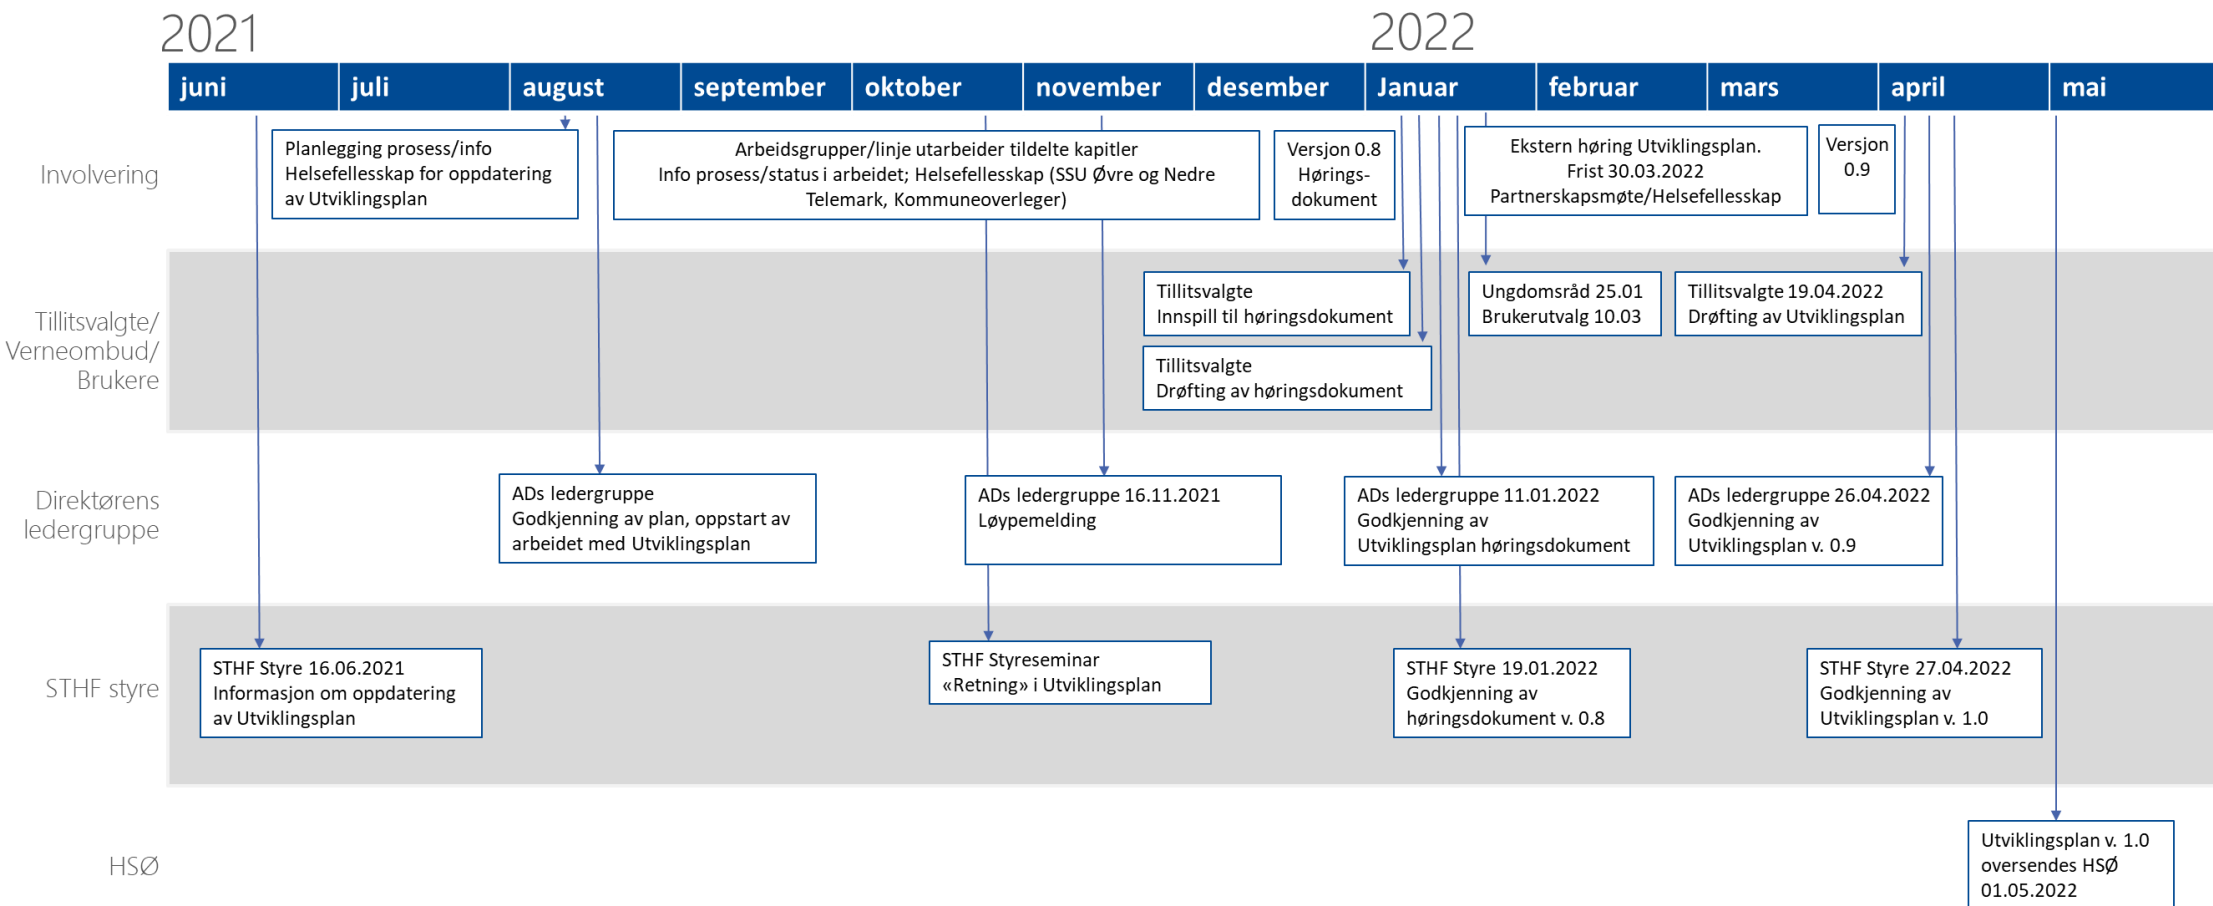 2021
2022
juni
juli
august
september
oktober
november
desember
Januar
februar
mars
april
mai
Involvering
Planlegging prosess/info
Helsefellesskap for oppdatering
av Utviklingsplan
Arbeidsgrupper/linje utarbeider tildelte kapitler
Info prosess/status i arbeidet; Helsefellesskap (SSU Øvre og Nedre
Telemark, Kommuneoverleger)
Versjon 0.8
Hørings-
dokument
Ekstern høring Utviklingsplan.
Frist 30.03.2022
Partnerskapsmøte/Helsefellesskap
Versjon
0.9
Tillitsvalgte/
Verneombud/
Brukere
Tillitsvalgte
Innspill til høringsdokument
Tillitsvalgte
Drøfting av høringsdokument
Ungdomsråd 25.01
Brukerutvalg 10.03
Tillitsvalgte 19.04.2022
Drøfting av Utviklingsplan
Direktørens
ledergruppe
ADs ledergruppe
Godkjenning av plan, oppstart av
arbeidet med Utviklingsplan
ADs ledergruppe 16.11.2021
Løypemelding
ADs ledergruppe 11.01.2022
Godkjenning av
Utviklingsplan høringsdokument
ADs ledergruppe 26.04.2022
Godkjenning av
Utviklingsplan v. 0.9
STHF styre
STHF Styre 16.06.2021
Informasjon om oppdatering
av Utviklingsplan
STHF Styreseminar
«Retning» i Utviklingsplan
STHF Styre 19.01.2022
Godkjenning av
høringsdokument v. 0.8
STHF Styre 27.04.2022
Godkjenning av
Utviklingsplan v. 1.0
HSØ
Utviklingsplan v. 1.0
oversendes HSØ
01.05.2022